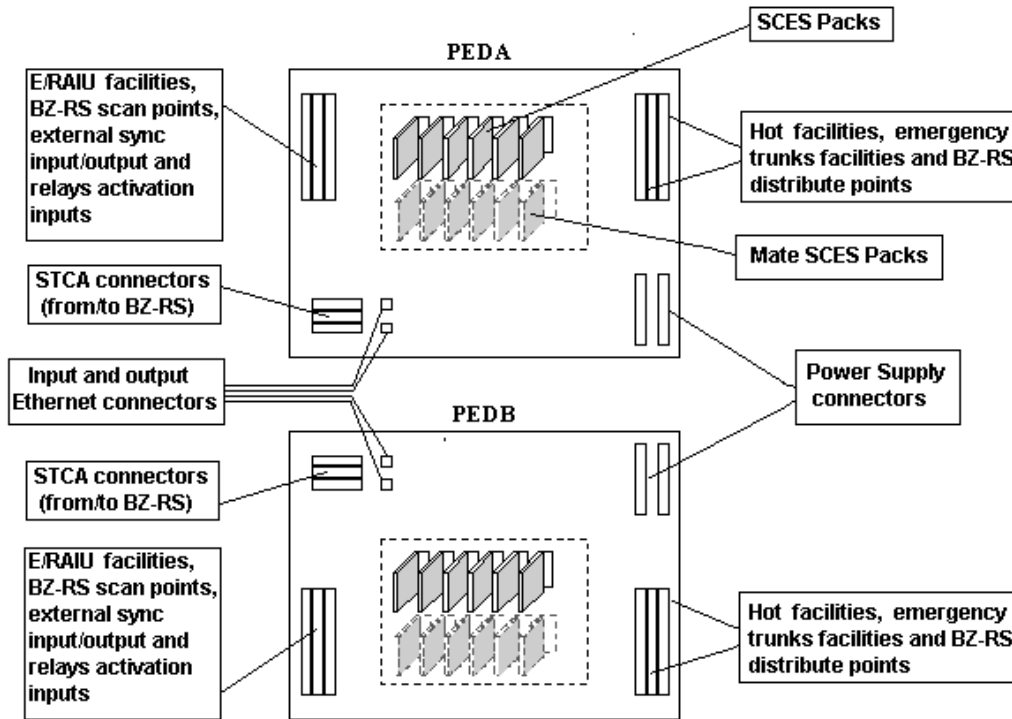 SCES Packs
PEDA
E/RAIU facilities,
BZ-RS scan points,
external sync
input/output and
relays activation
inputs
Hot facilities, emergency
trunks facilities and BZ-RS
distribute points
Mate SCES Packs
STCA connectors
(from/to BZ-RS)
Input and output
Ethernet connectors
Power Supply
connectors
PEDB
STCA connectors
(from/to BZ-RS)
E/RAIU facilities,
BZ-RS scan points,
external sync
input/output and
relays activation
inputs
Hot facilities, emergency
trunks facilities and BZ-RS
distribute points